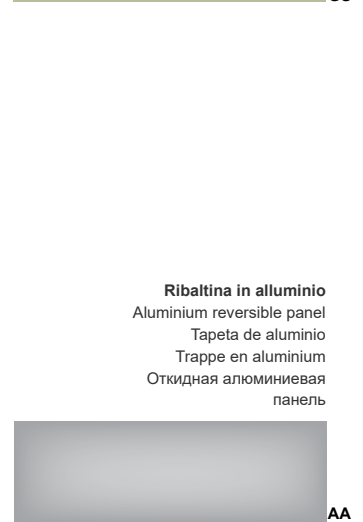 Ribaltina in alluminio
Aluminium reversible panel
Tapeta de aluminio
Trappe en aluminium
Откидная алюминиевая
панель
AA